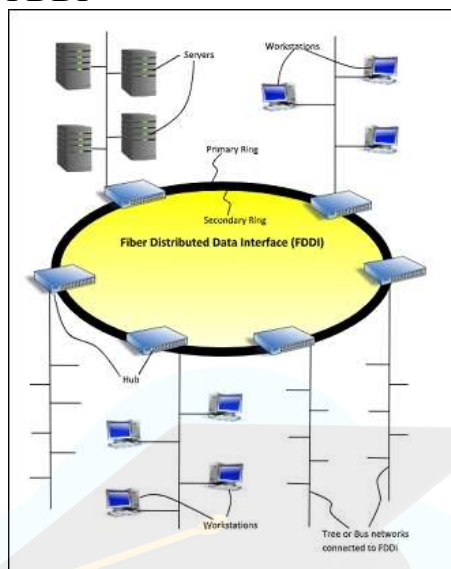 Servers
Workstations
Primary Ring
Secondary Ring
Fiber Distributed Data Interface (FDDI)
Hub
Workstations
Tree or Bus networks
connected to FDDI